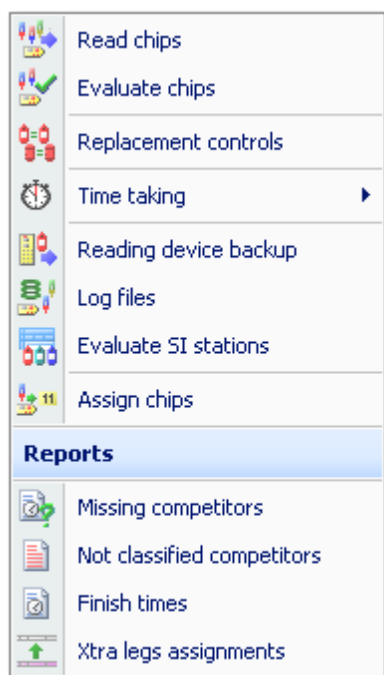 Read chips
Evaluate chips
Replacement controls
Time taking
Reading device backup
Log files
Evaluate SI stations
11 Assign chips
Reports
Missing competitors
Not classified competitors
Finish times
Xtra legs assignments